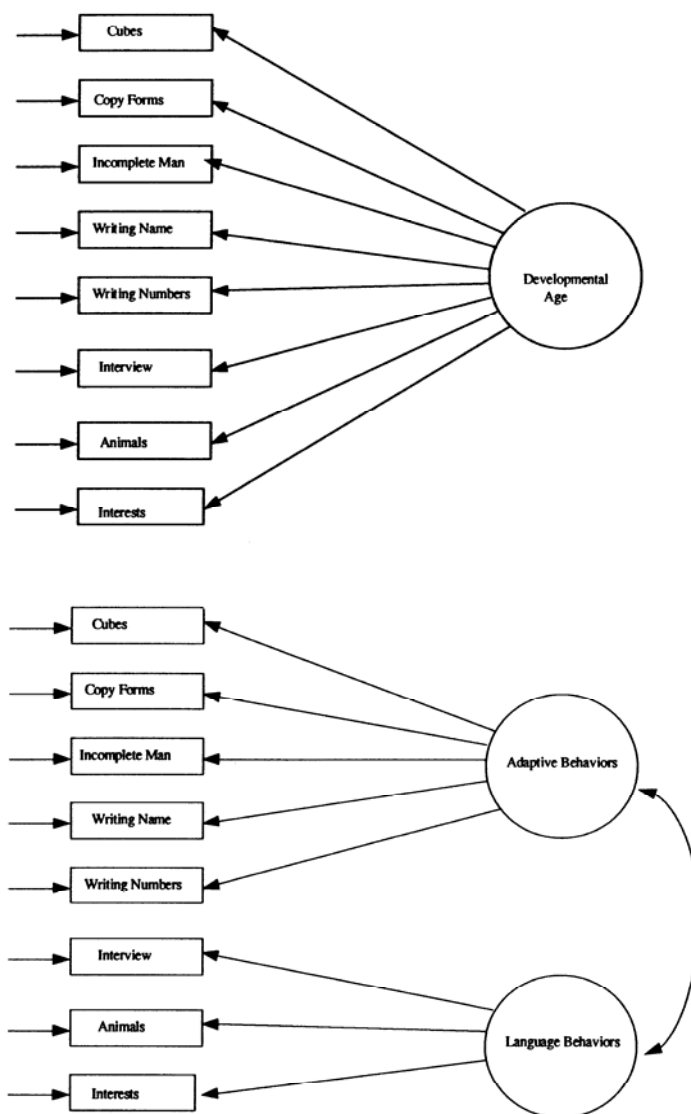 Cubes
Copy Forms
Incomplete Man
Writing Name
Writing Numbers
Interview
Animals
Interests
Developmental
Age
Cubes
Copy Forms
Incomplete Man
Writing Name
Writing Numbers
Interview
Animals
Interests
Adaptive Behaviors
Language Behaviors